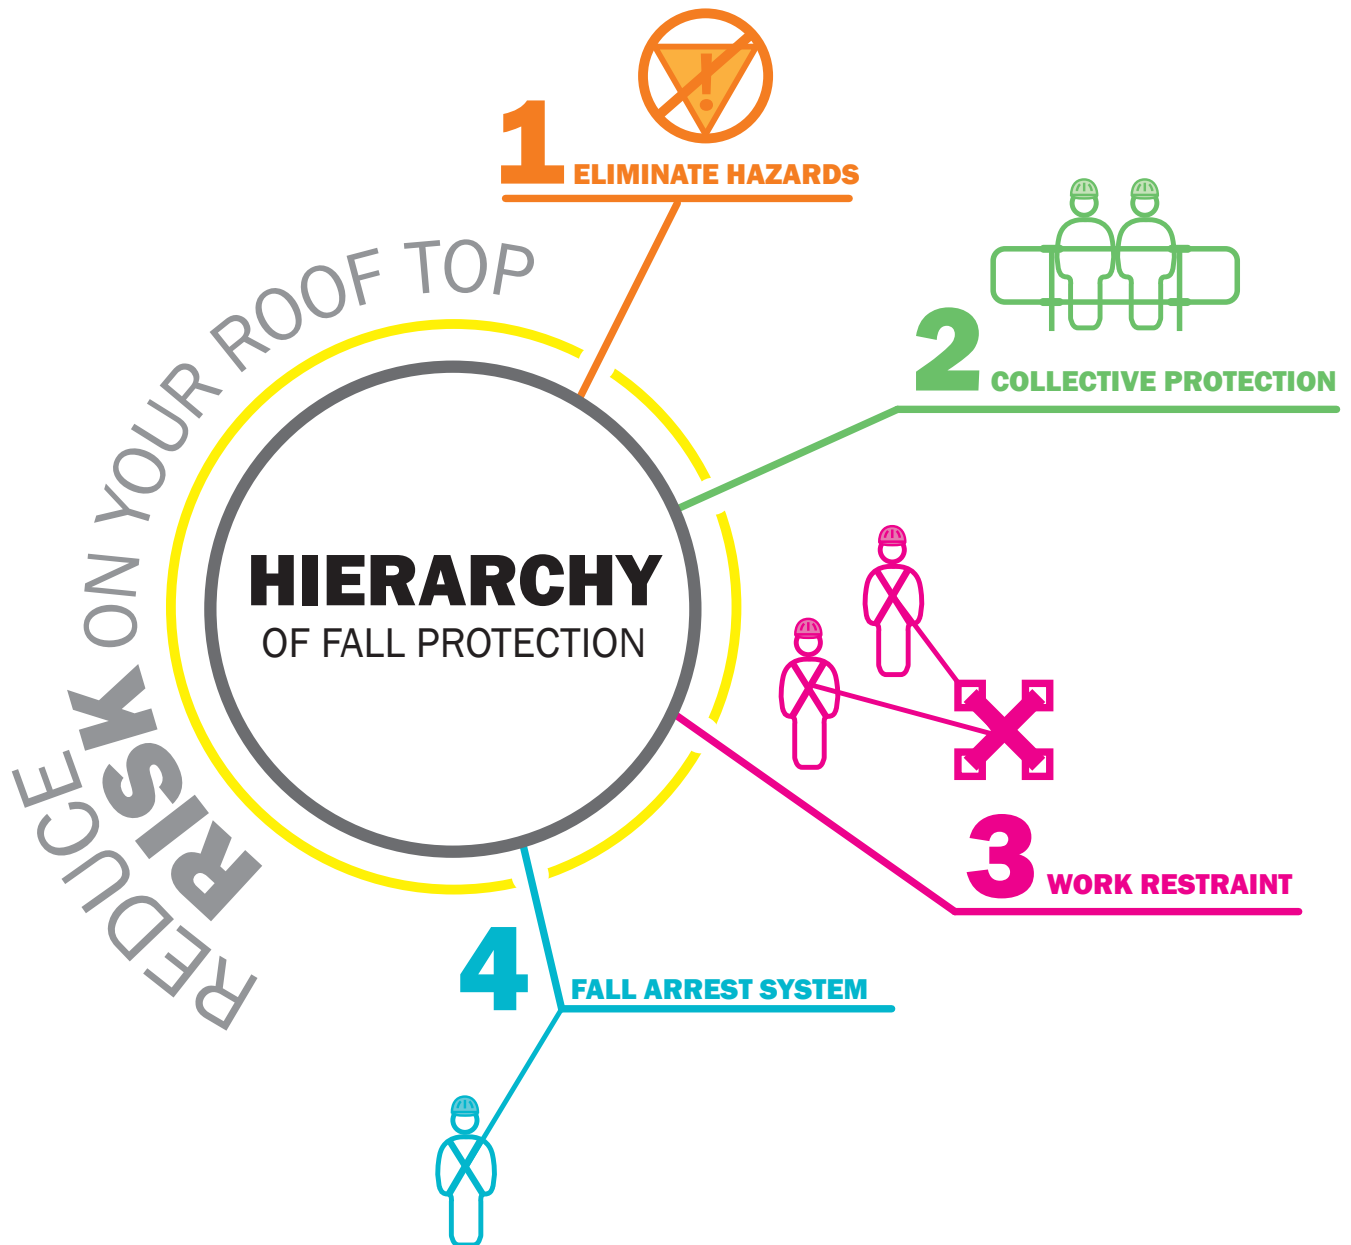 1 ELIMINATE HAZARDS
2 COLLECTIVE PROTECTION
REDUCE RISK ON YOUR ROOF TOP
HIERARCHY
OF FALL PROTECTION
3 WORK RESTRAINT
4 FALL ARREST SYSTEM